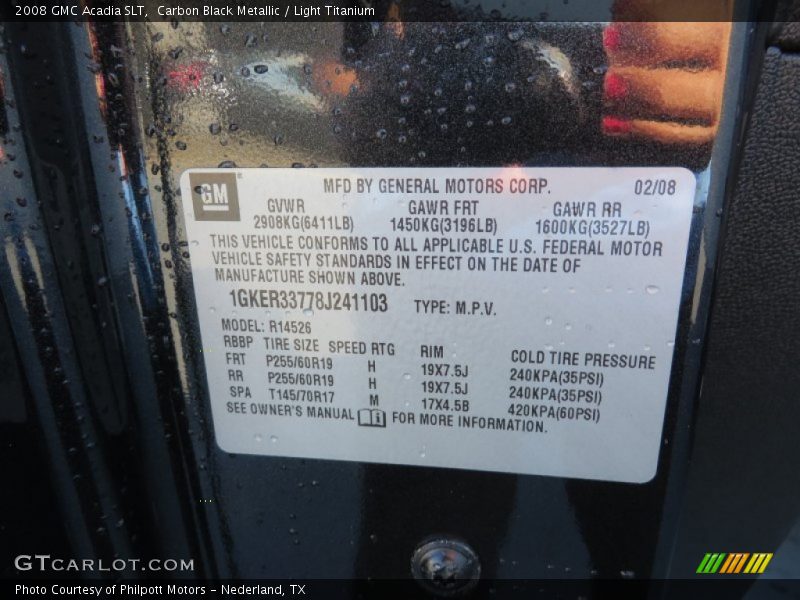 2008 GMC Acadia SLT,  Carbon Black Metallic / Light Titanium
GM MFD BY GENERAL MOTORS CORP. 02/08
GVWR GAWR FRT GAWR RR
2908KG(6411LB) 1450KG(3196LB) 1600KG(3527LB)
THIS VEHICLE CONFORMS TO ALL APPLICABLE U.S. FEDERAL MOTOR
VEHICLE SAFETY STANDARDS IN EFFECT ON THE DATE OF
MANUFACTURE SHOWN ABOVE.
1GKER33778J241103 TYPE: M.P.V.
MODEL: R14526
RBBP TIRE SIZE SPEED RTG RIM COLD TIRE PRESSURE
FRT P255/60R19 H 19X7.5J 240KPA(35PSI)
RR P255/60R19 H 19X7.5J 240KPA(35PSI)
SPA T145/70R17 M 17X4.5B 420KPA(60PSI)
SEE OWNER'S MANUAL FOR MORE INFORMATION.
GTCARLOT.COM
Photo Courtesy of Philpott Motors - Nederland, TX